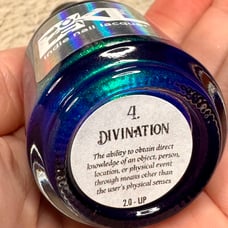 indie nail lacquer
4.
DIVINATION
The ability to obtain direct
knowledge of an object, person,
location, or physical event
through means other than
the user's physical senses
2.0 - UP